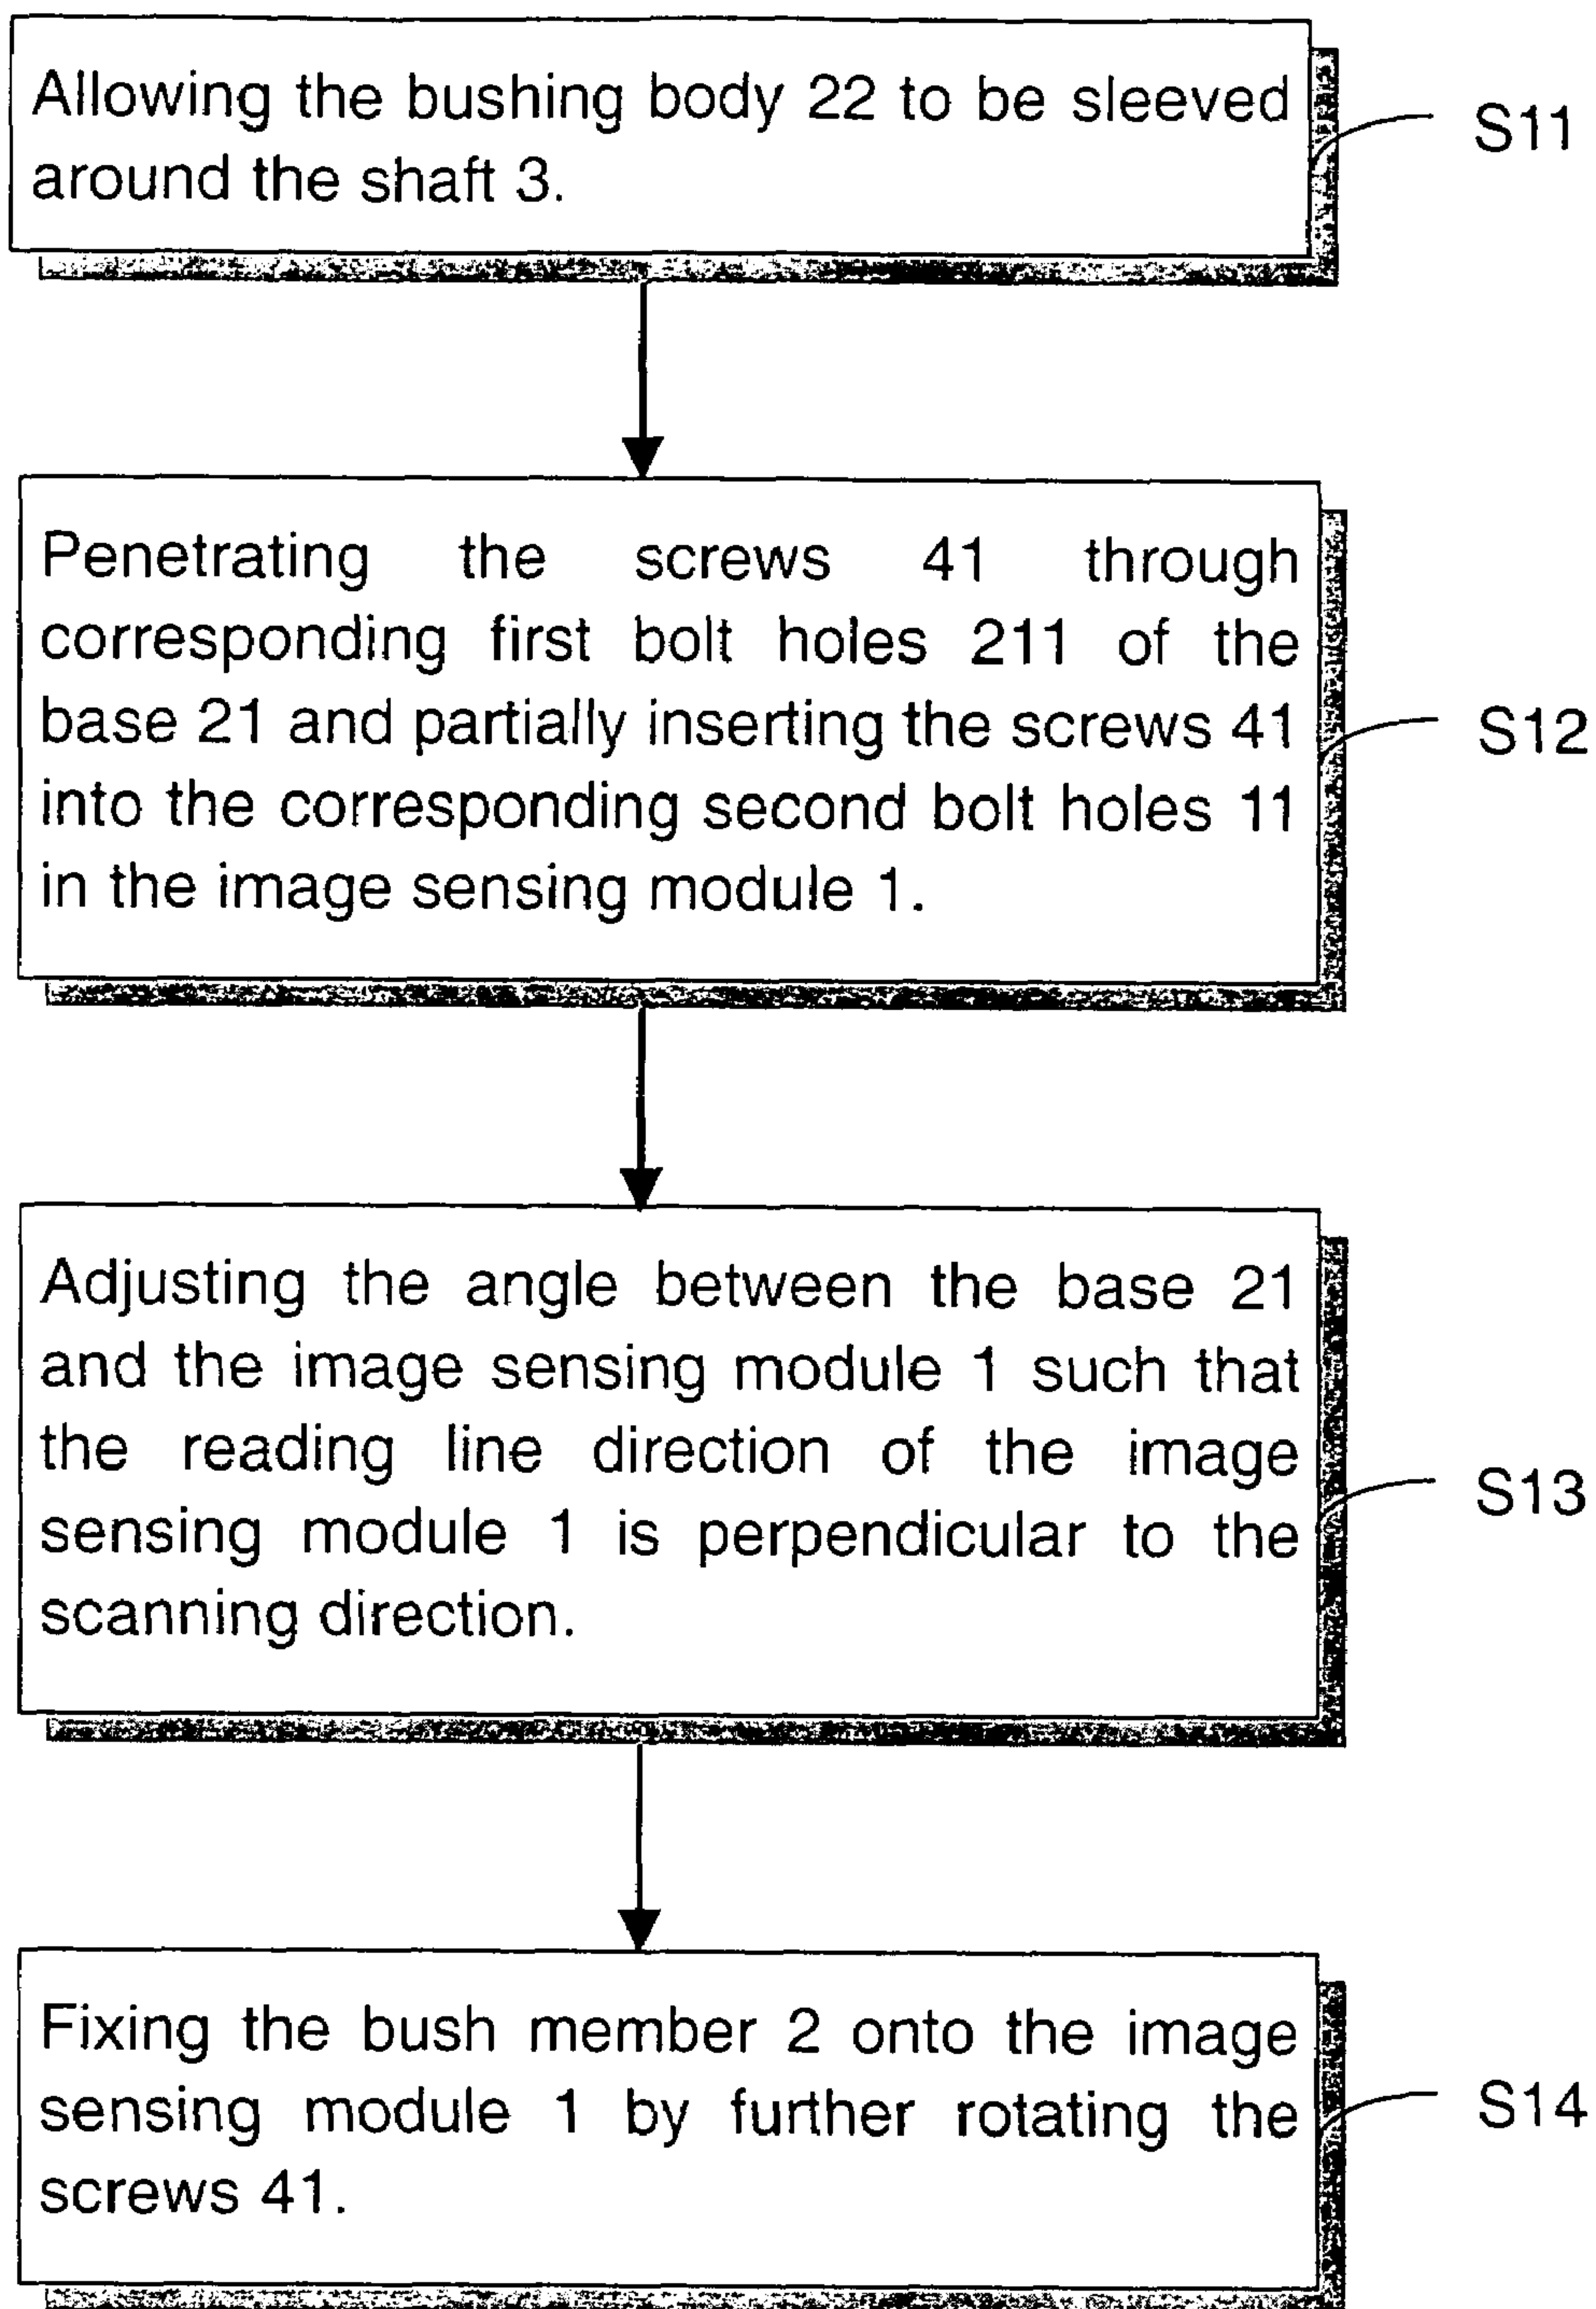 Allowing the bushing body 22 to be sleeved
around the shaft 3.
S11
Penetrating the screws 41 through
corresponding first bolt holes 211 of the
base 21 and partially inserting the screws 41
into the corresponding second bolt holes 11
in the image sensing module 1.
S12
Adjusting the angle between the base 21
and the image sensing module 1 such that
the reading line direction of the image
sensing module 1 is perpendicular to the
scanning direction.
S13
Fixing the bush member 2 onto the image
sensing module 1 by further rotating the
screws 41.
S14